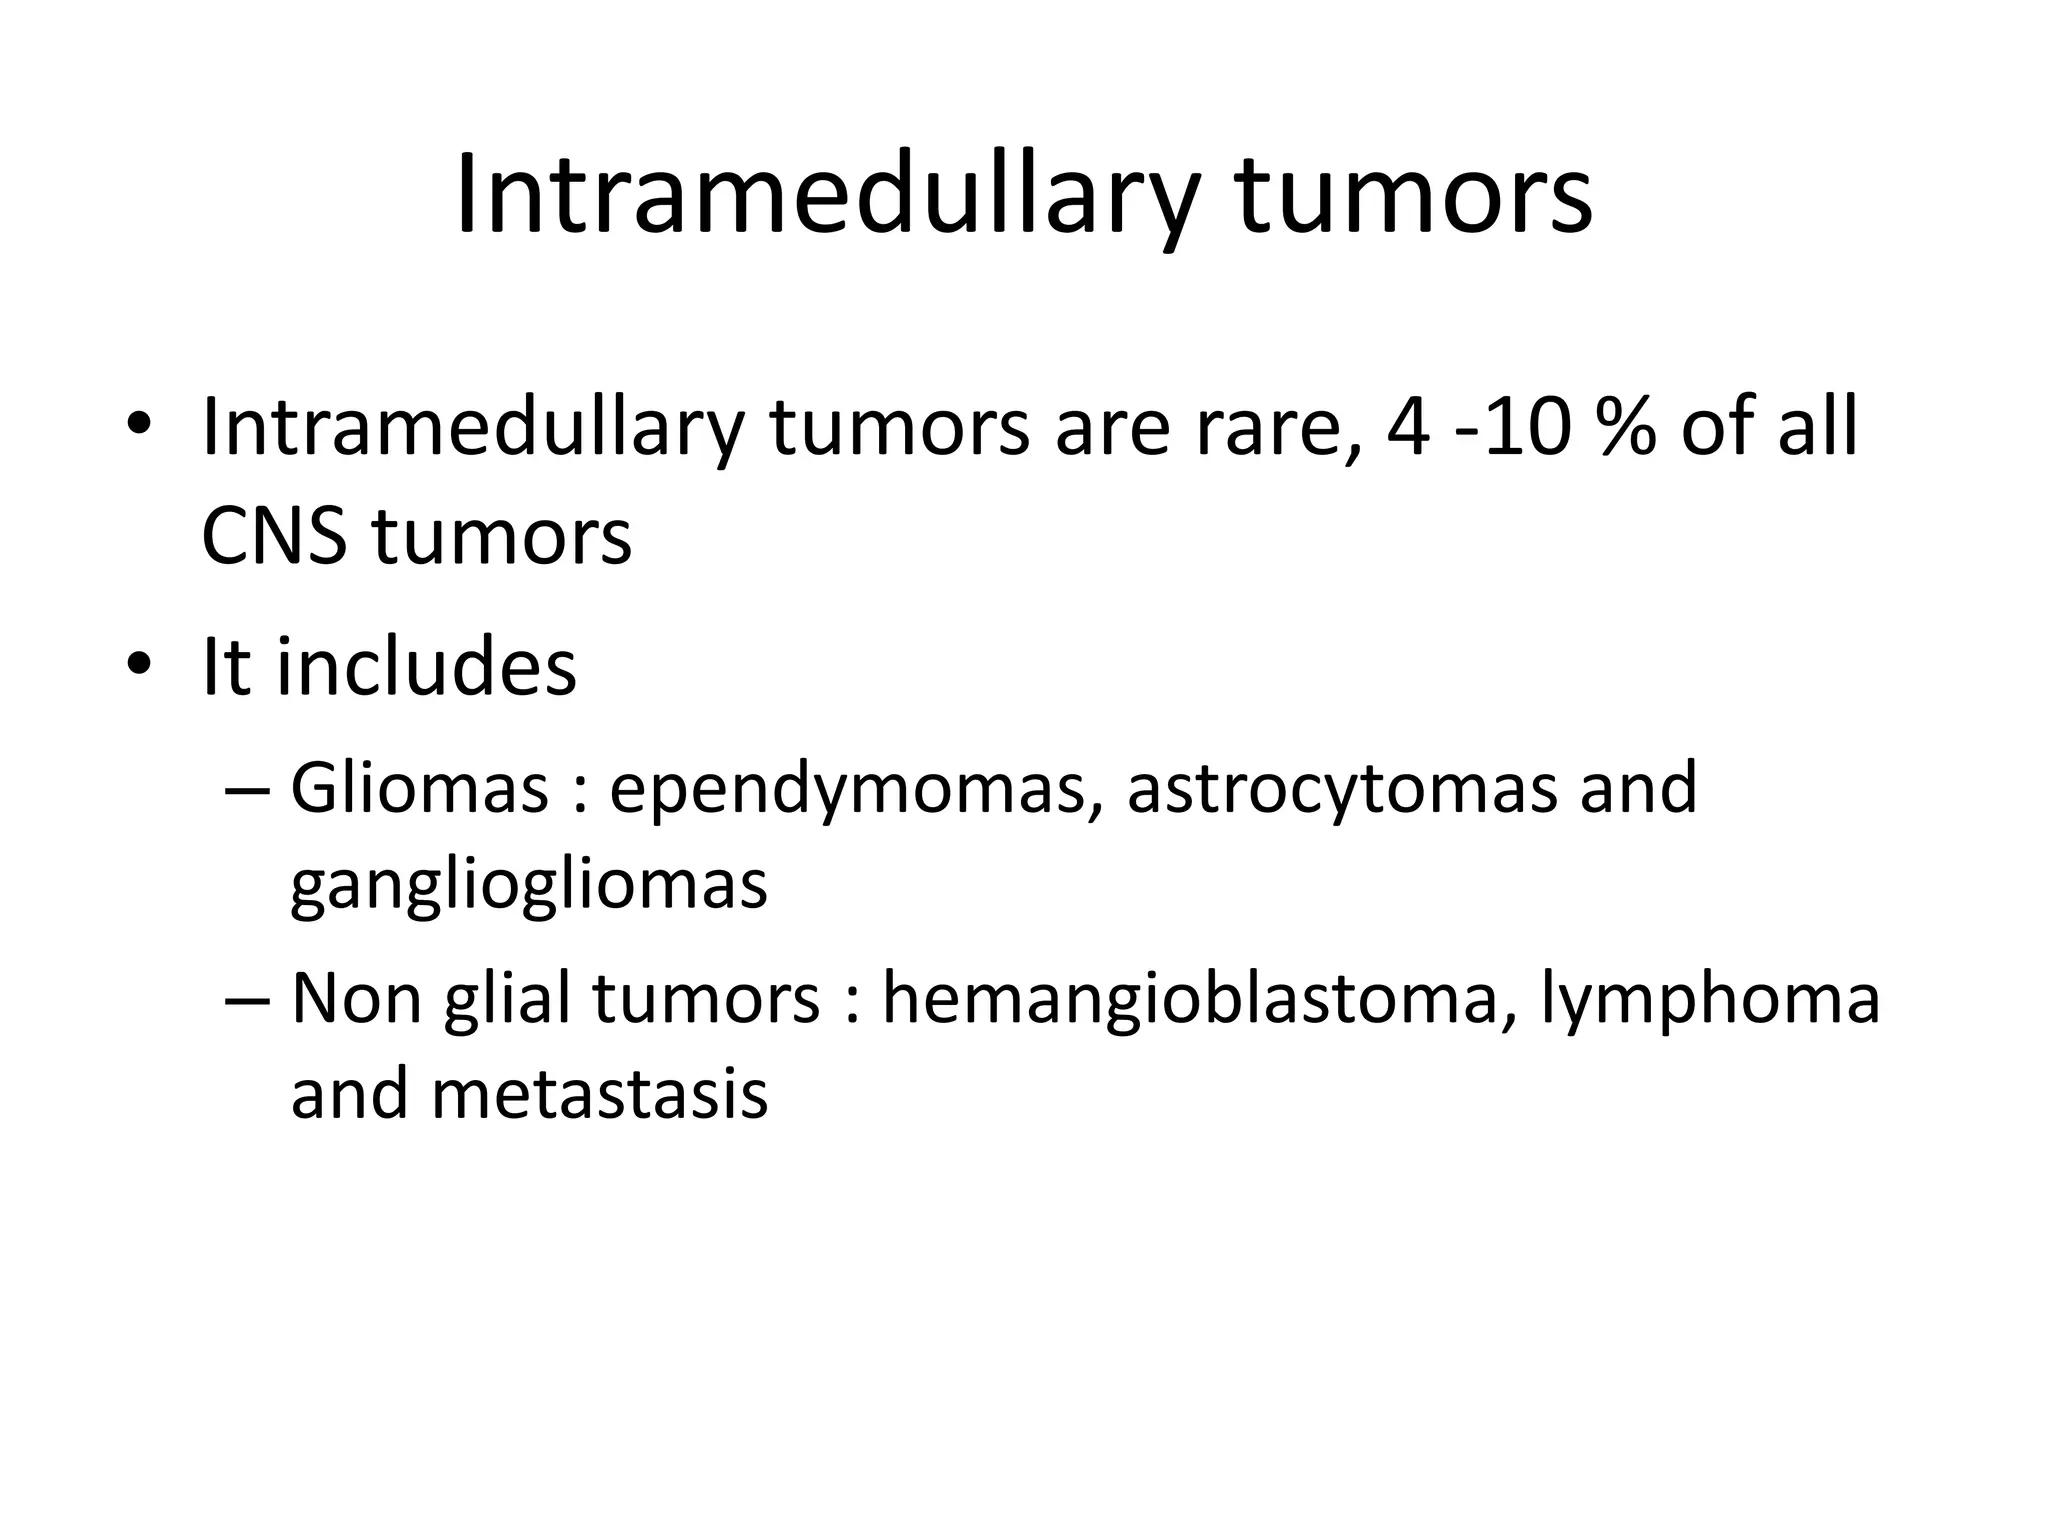 Intramedullary tumors
• Intramedullary tumors are rare, 4 -10 % of all
CNS tumors
• It includes
– Gliomas : ependymomas, astrocytomas and
gangliogliomas
– Non glial tumors : hemangioblastoma, lymphoma
and metastasis